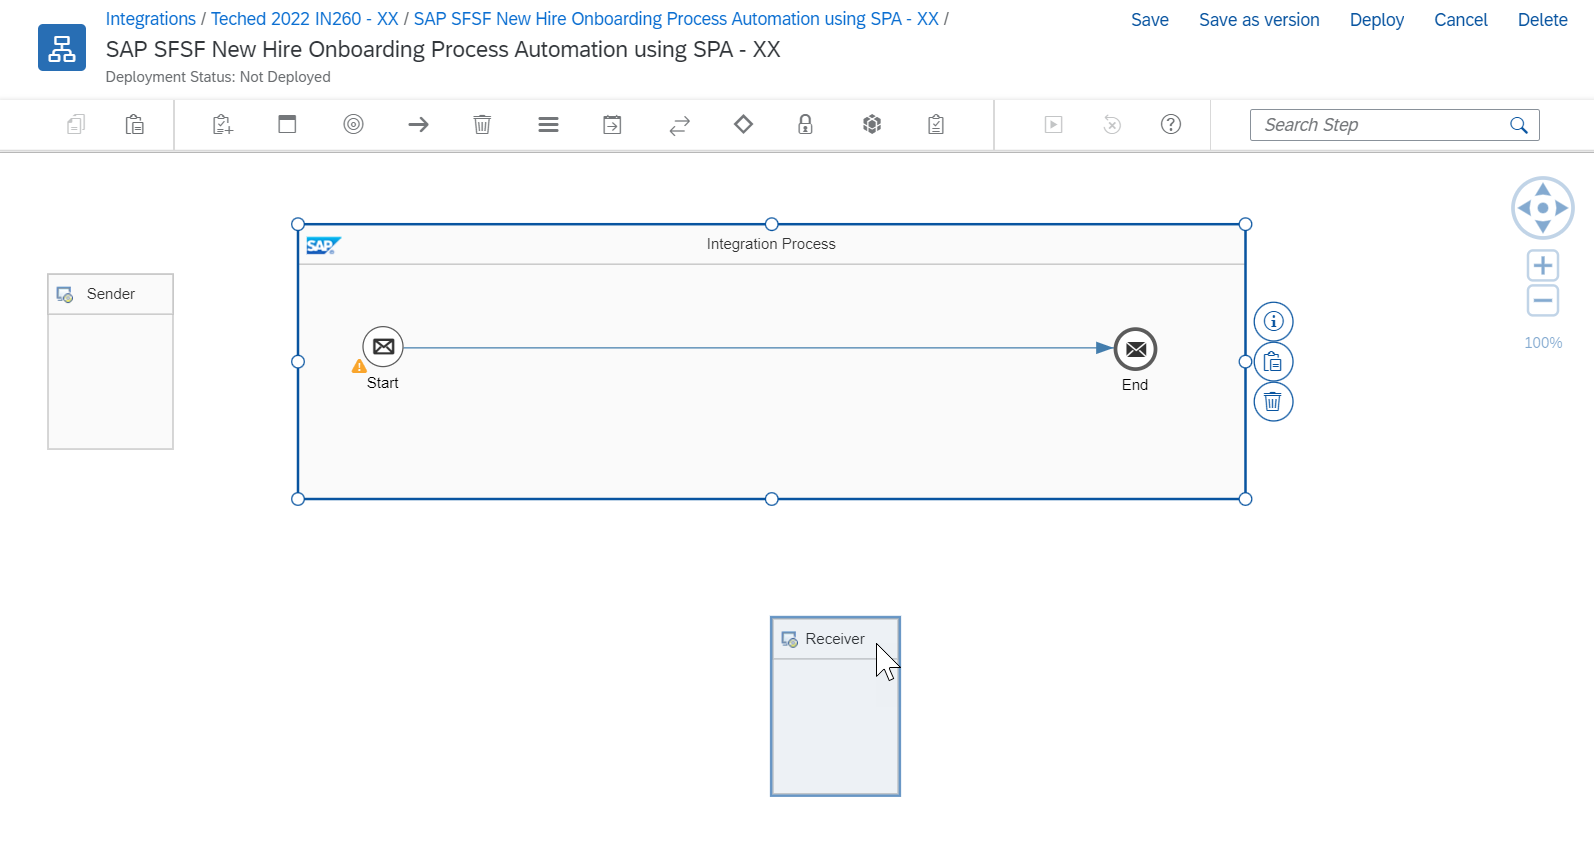 Integrations / Teched 2022 IN260 - XX / SAP SFSF New Hire Onboarding Process Automation using SPA - XX /
Save Save as version Deploy Cancel Delete
SAP SFSF New Hire Onboarding Process Automation using SPA - XX
Deployment Status: Not Deployed
Search Step
SAP
Integration Process
Sender
Start
End
100%
Receiver